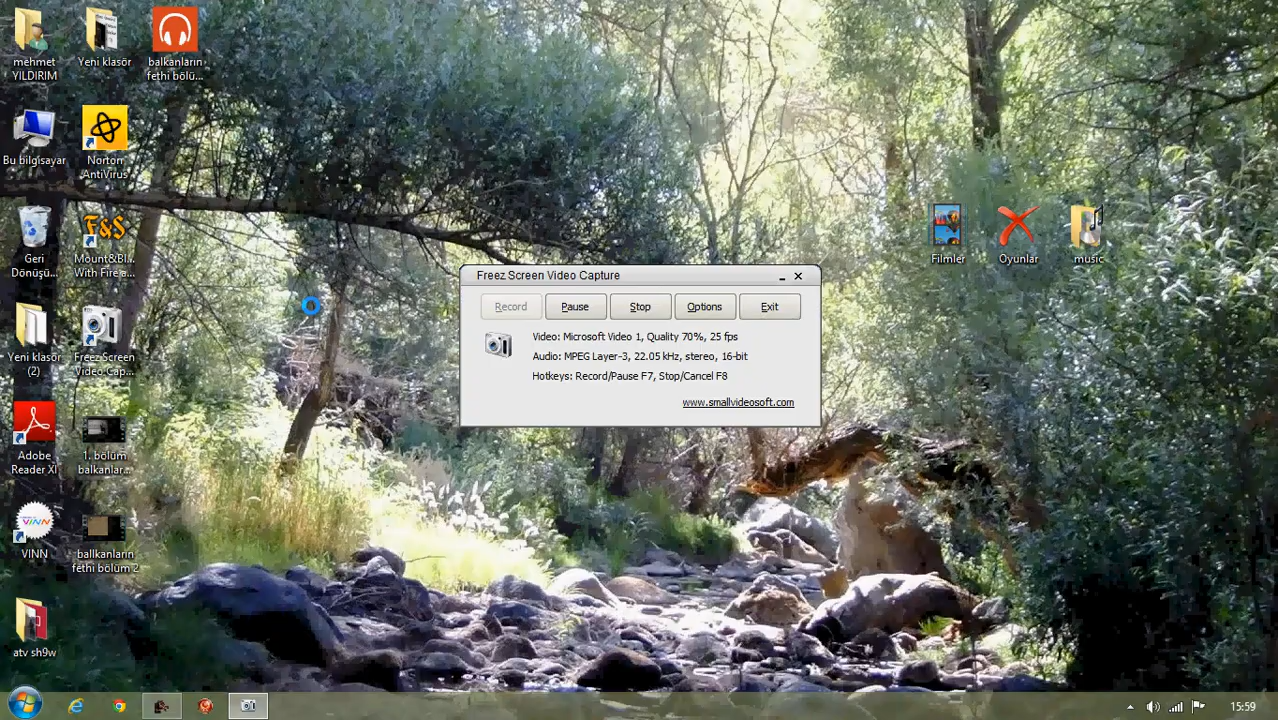 mehmet
YILDIRIM
Yeni klasör
balkanların
fethi bölü...
Bu bilgisayar
Norton
AntiVirus
Geri
Dönüşü...
F&S
Mount&Bl...
With Fire a...
Yeni klasör
(2)
Freez Screen
Video Cap...
Adobe
Reader XI
1. bölüm
balkanlar...
VINN
VINN
ballkanların
fethi bölüm 2
atv sh9w
Filmler
Oyunlar
music
Freez Screen Video Capture
Record
Pause
Stop
Options
Exit
Video: Microsoft Video 1, Quality 70%, 25 fps
Audio: MPEG Layer-3, 22.05 kHz, stereo, 16-bit
Hotkeys: Record/Pause F7, Stop/Cancel F8
www.smallvideosoft.com
15:59